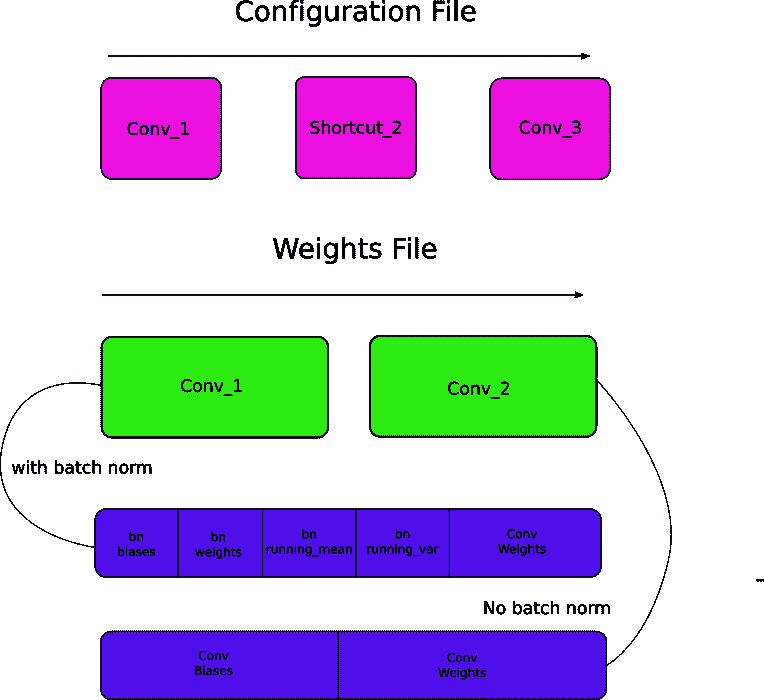 Configuration File
Conv_1
Shortcut_2
Conv_3
Weights File
Conv_1
Conv_2
with batch norm
bn
biases
bn
weights
bn
running_mean
bn
running_var
Conv
Weights
No batch norm
Conv
Biases
Conv
Weights